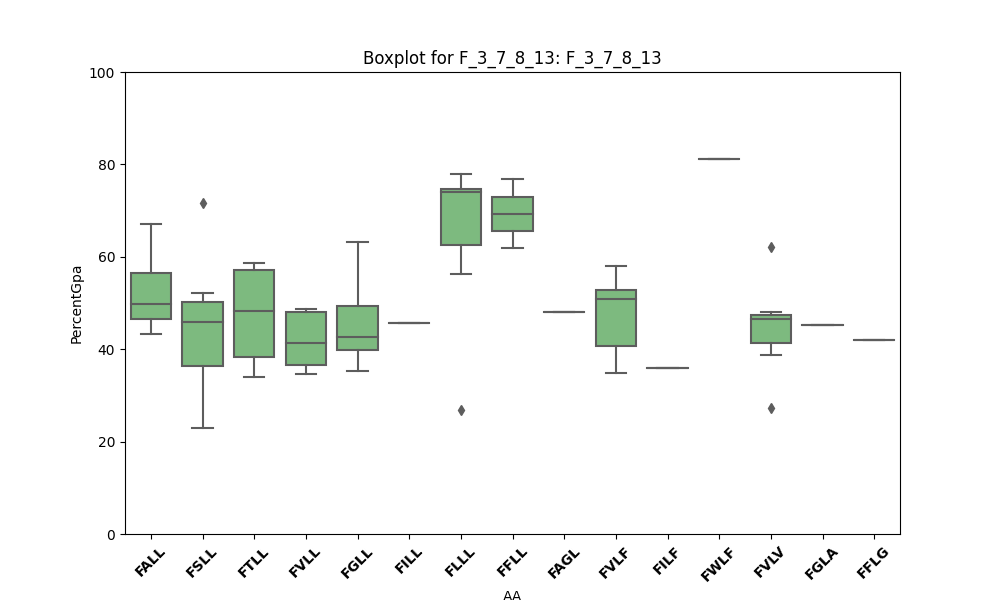 Boxplot for F_3_7_8_13: F_3_7_8_13
100
80
60
40
20
0
PercentGpa
FALL FSLL FTLL FVLL FGLL FILL FLLL FFLL FAGL FVLF FILF FWLF FVLV FGLA FFLG
AA